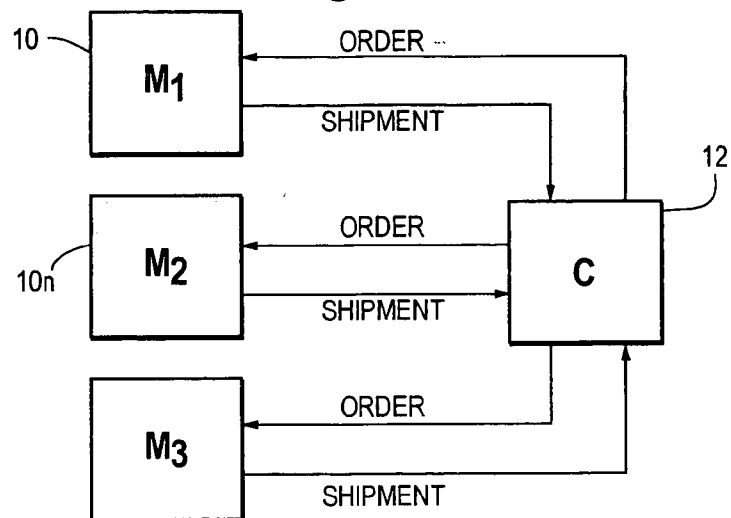 10
M1
ORDER
SHIPMENT
12
10n
M2
ORDER
SHIPMENT
C
M3
ORDER
SHIPMENT